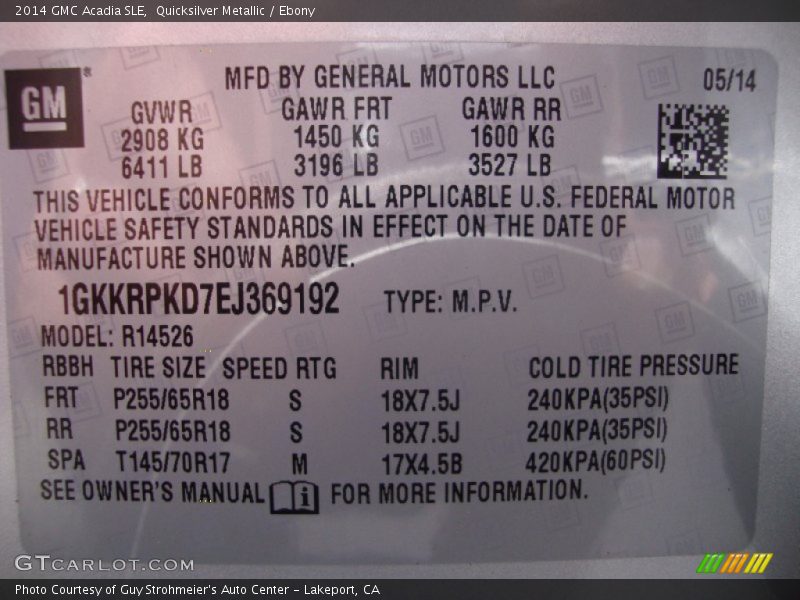 2014 GMC Acadia SLE, Quicksilver Metallic / Ebony
GM
MFD BY GENERAL MOTORS LLC 05/14
GVWR GAWR FRT GAWR RR
2908 KG 1450 KG 1600 KG
6411 LB 3196 LB 3527 LB
THIS VEHICLE CONFORMS TO ALL APPLICABLE U.S. FEDERAL MOTOR
VEHICLE SAFETY STANDARDS IN EFFECT ON THE DATE OF
MANUFACTURE SHOWN ABOVE.
1GKKRPKD7EJ369192 TYPE: M.P.V.
MODEL: R14526
RBBH TIRE SIZE SPEED RTG RIM COLD TIRE PRESSURE
FRT P255/65R18 S 18X7.5J 240KPA(35PSI)
RR P255/65R18 S 18X7.5J 240KPA(35PSI)
SPA T145/70R17 M 17X4.5B 420KPA(60PSI)
SEE OWNER'S MANUAL i FOR MORE INFORMATION.
GTCARLOT.COM
Photo Courtesy of Guy Strohmeier's Auto Center - Lakeport, CA